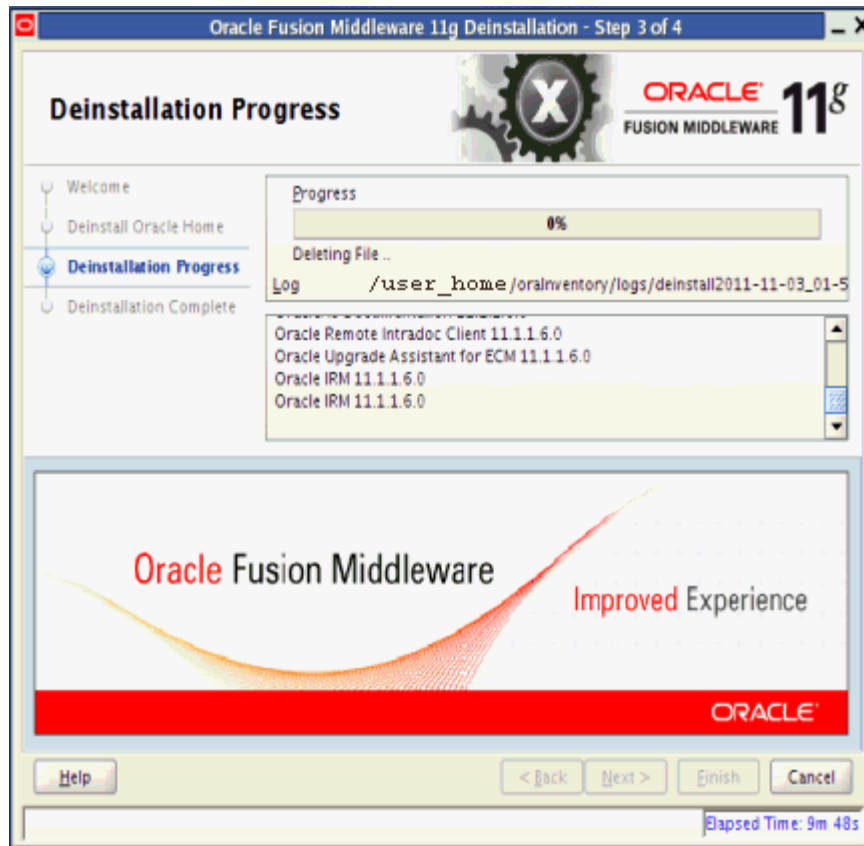 Oracle Fusion Middleware 11g Deinstallation - Step 3 of 4
Deinstallation Progress
X
ORACLE
FUSION MIDDLEWARE
11g
Welcome
Deinstall Oracle Home
Deinstallation Progress
Deinstallation Complete
Progress
0%
Deleting File ..
Log /user_home/oraInventory/logs/deinstall2011-11-03_01-5
Oracle Remote Intradoc Client 11.1.1.6.0
Oracle Upgrade Assistant for ECM 11.1.1.6.0
Oracle IRM 11.1.1.6.0
Oracle IRM 11.1.1.6.0
Oracle Fusion Middleware
Improved Experience
ORACLE
Help
< Back
Next >
Finish
Cancel
Elapsed Time: 9m 48s